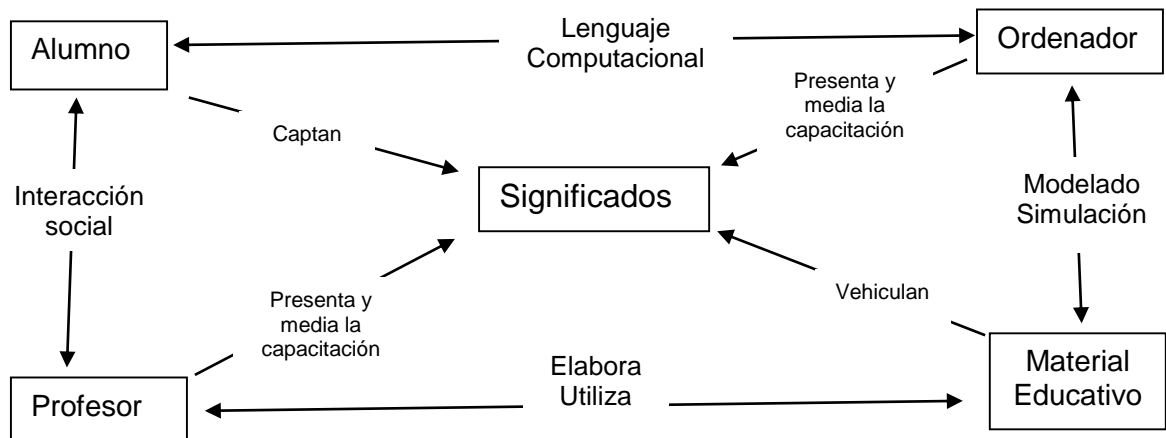 Alumno
Lenguaje
Computacional
Ordenador
Presenta y
media la
capacitación
Captan
Significados
Interacción
social
Modelado
Simulación
Presenta y
media la
capacitación
Vehiculan
Elabora
Utiliza
Profesor
Material
Educativo